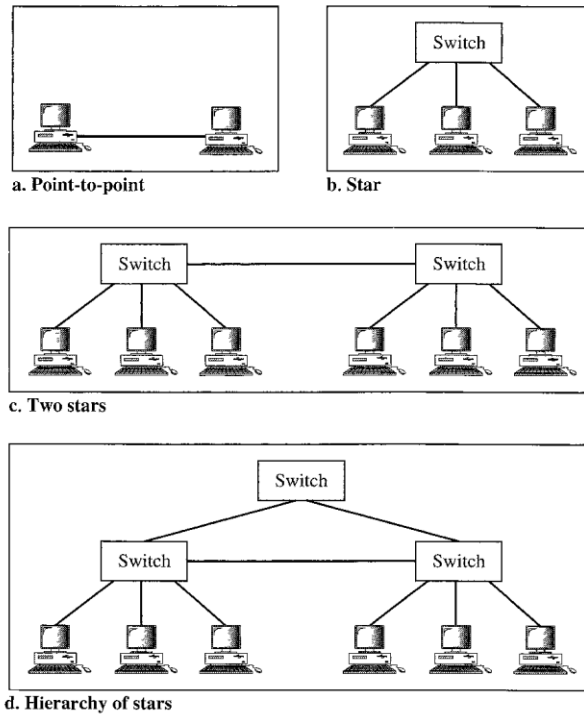 Switch
a. Point-to-point
b. Star
Switch
Switch
c. Two stars
Switch
Switch
Switch
d. Hierarchy of stars